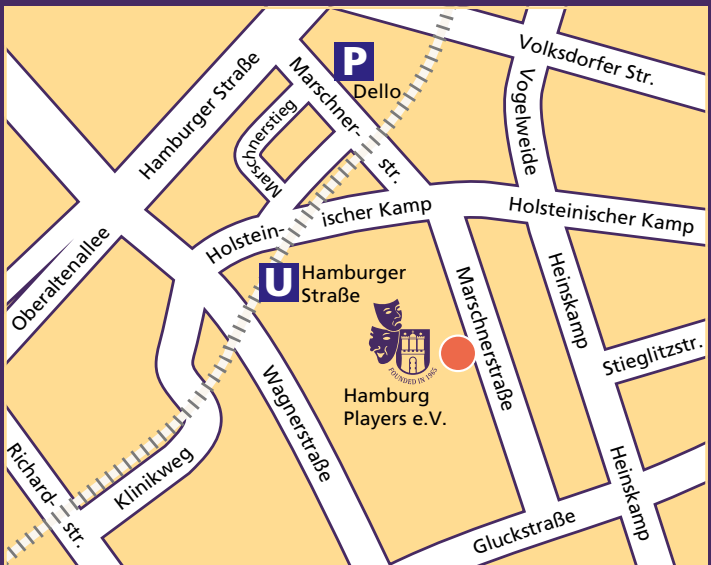 Volksdorfer Str.
P
Dello
Marschner-
str.
Hamburger Straße
Marschnerstieg
Vogelweide
Holstein-
ischer Kamp
Holsteinischer Kamp
Oberaltenallee
U
Hamburger
Straße
Heinskamp
Marschnerstraße
Stieglitzstr.
FOUNDED IN 1965
Hamburg
Players e.V.
Wagnerstraße
Richard-
str.
Klinikweg
Heinskamp
Gluckstraße